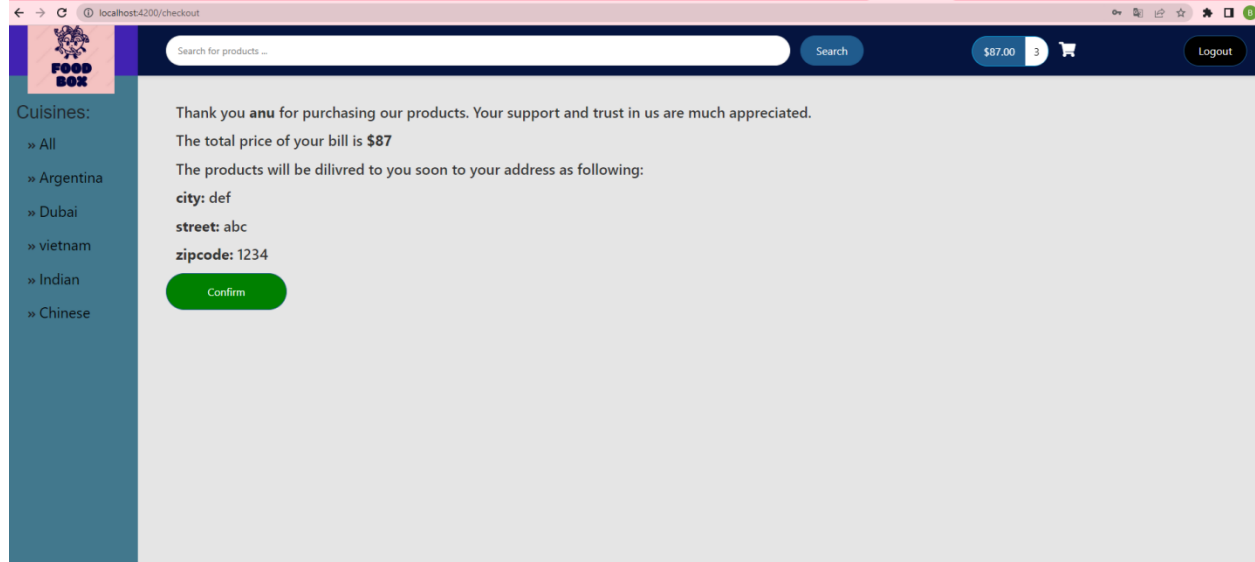 localhost:4200/checkout
B
FOOD
BOX
Search for products ...
Search
$87.00 3
Logout
Cuisines:
» All
» Argentina
» Dubai
» vietnam
» Indian
» Chinese
Thank you anu for purchasing our products. Your support and trust in us are much appreciated.
The total price of your bill is $87
The products will be dilivred to you soon to your address as following:
city: def
street: abc
zipcode: 1234
Confirm